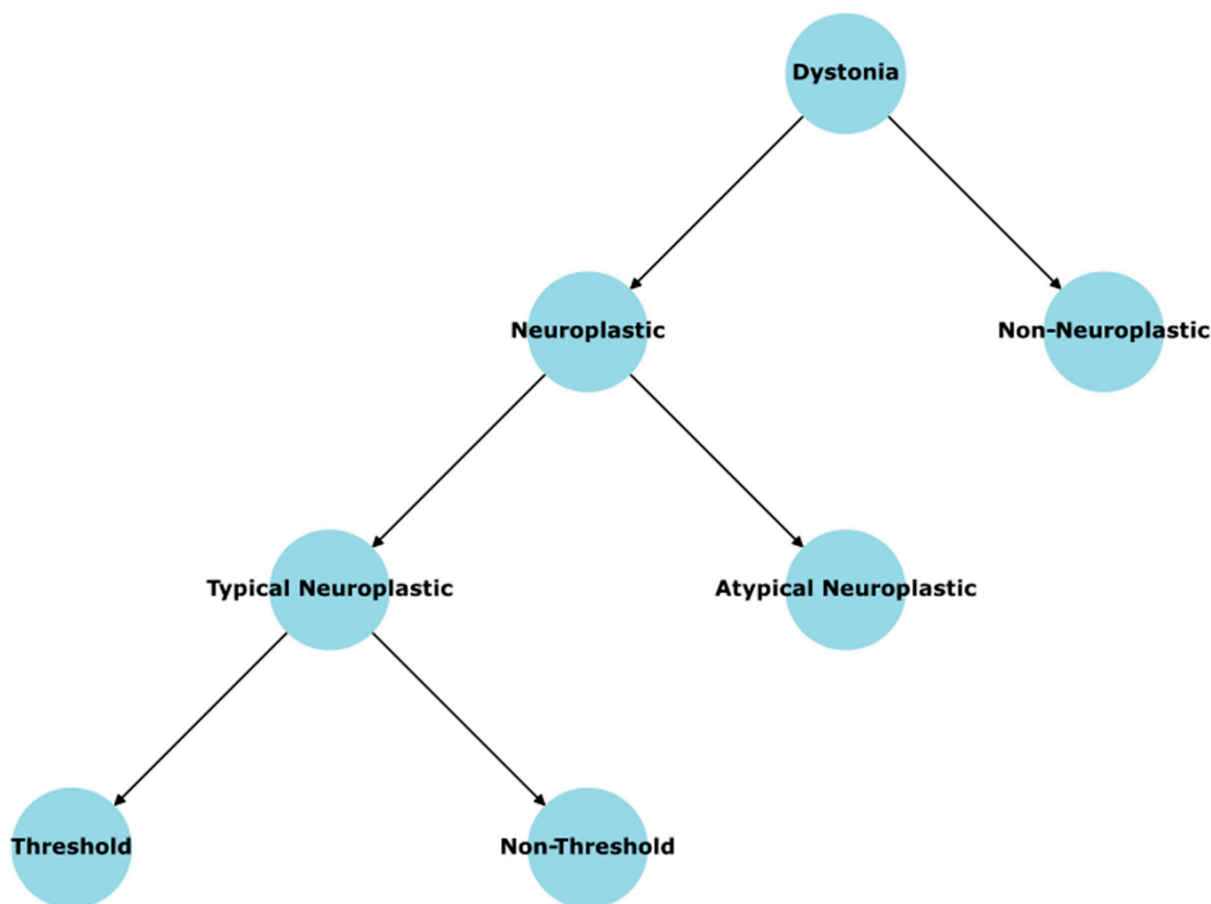 Dystonia
Neuroplastic
Non-Neuroplastic
Typical Neuroplastic
Atypical Neuroplastic
Threshold
Non-Threshold